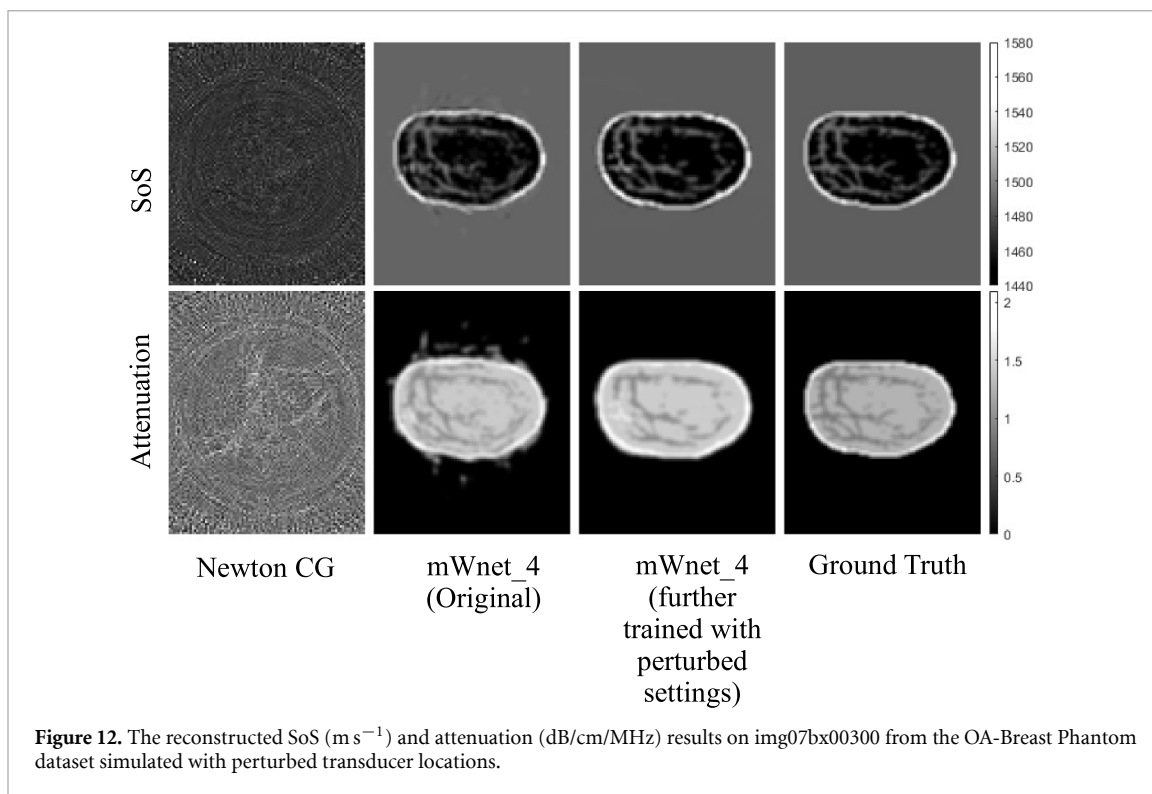 SoS
1580
1560
1540
1520
1500
1480
1460
1440
Attenuation
2
1.5
1
0.5
0
Newton CG
mWnet_4
(Original)
mWnet_4
(further
trained with
perturbed
settings)
Ground Truth
Figure 12. The reconstructed SoS (m s⁻¹) and attenuation (dB/cm/MHz) results on img07bx00300 from the OA-Breast Phantom
dataset simulated with perturbed transducer locations.